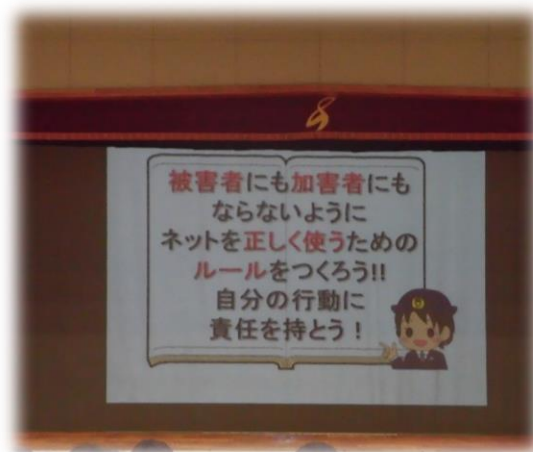 被害者にも加害者にも
ならないように
ネットを正しく使うための
ルールをつくろう!!
自分の行動に
責任を持とう！